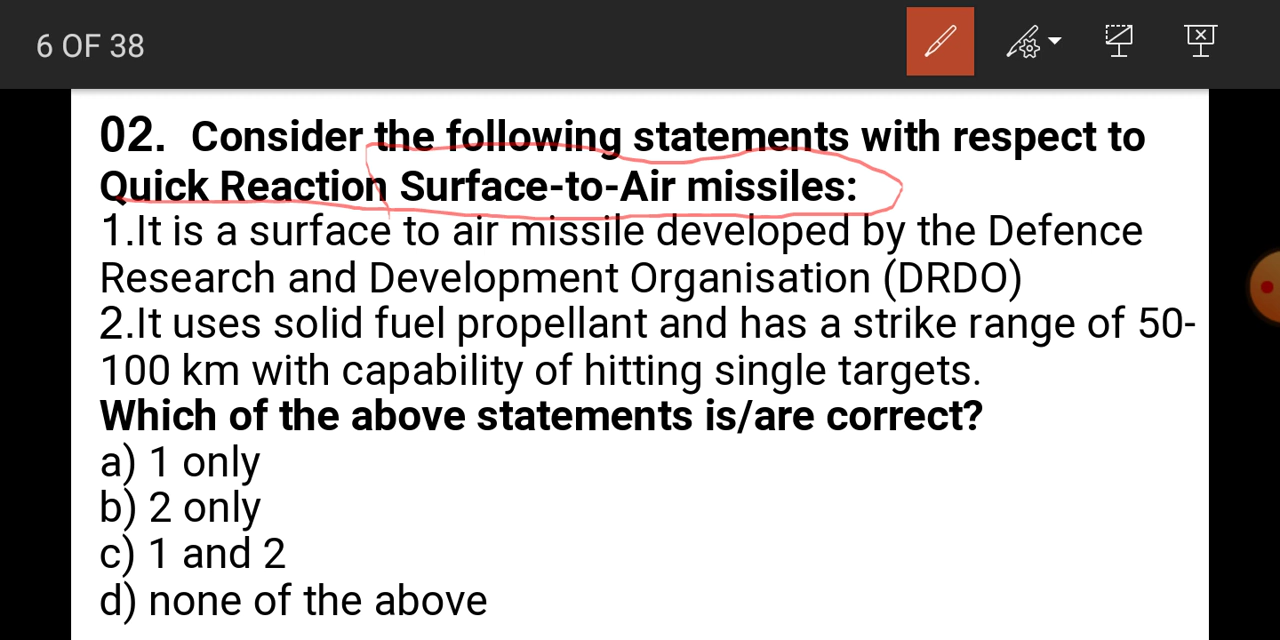 6 OF 38
02. Consider the following statements with respect to
Quick Reaction Surface-to-Air missiles:
1.It is a surface to air missile developed by the Defence
Research and Development Organisation (DRDO)
2.It uses solid fuel propellant and has a strike range of 50-
100 km with capability of hitting single targets.
Which of the above statements is/are correct?
a) 1 only
b) 2 only
c) 1 and 2
d) none of the above